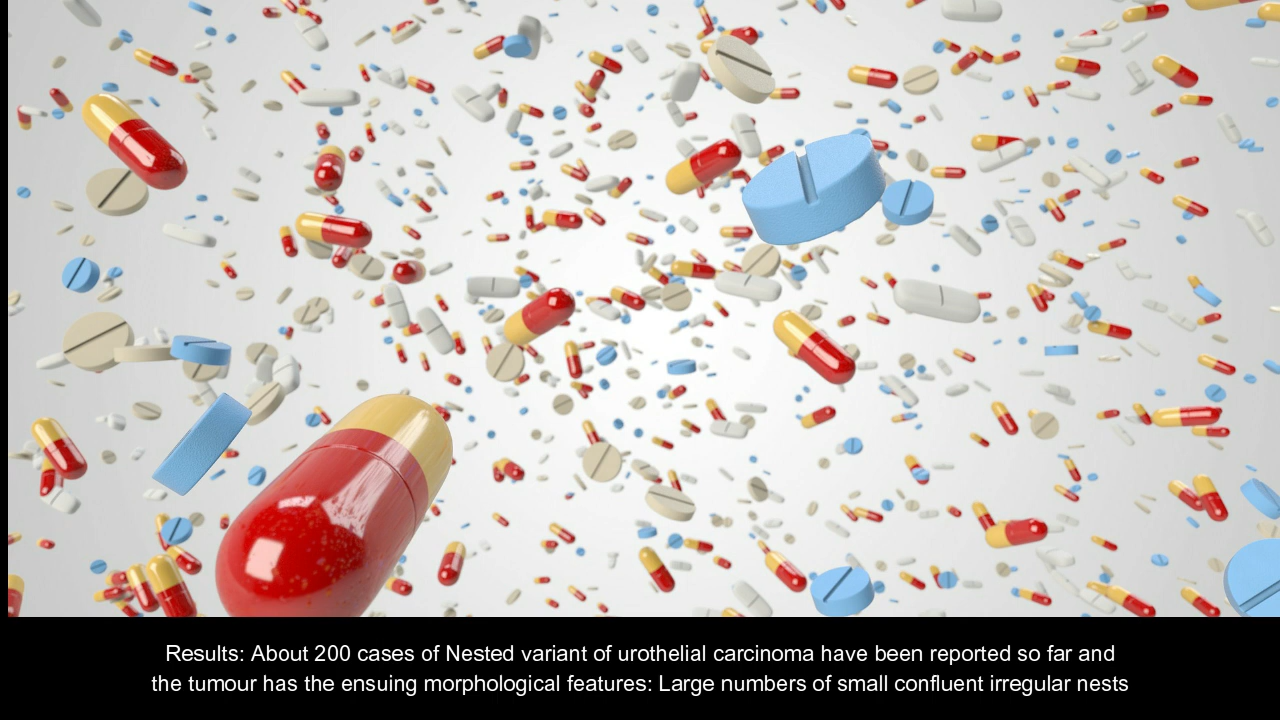 Results: About 200 cases of Nested variant of urothelial carcinoma have been reported so far and
the tumour has the ensuing morphological features: Large numbers of small confluent irregular nests